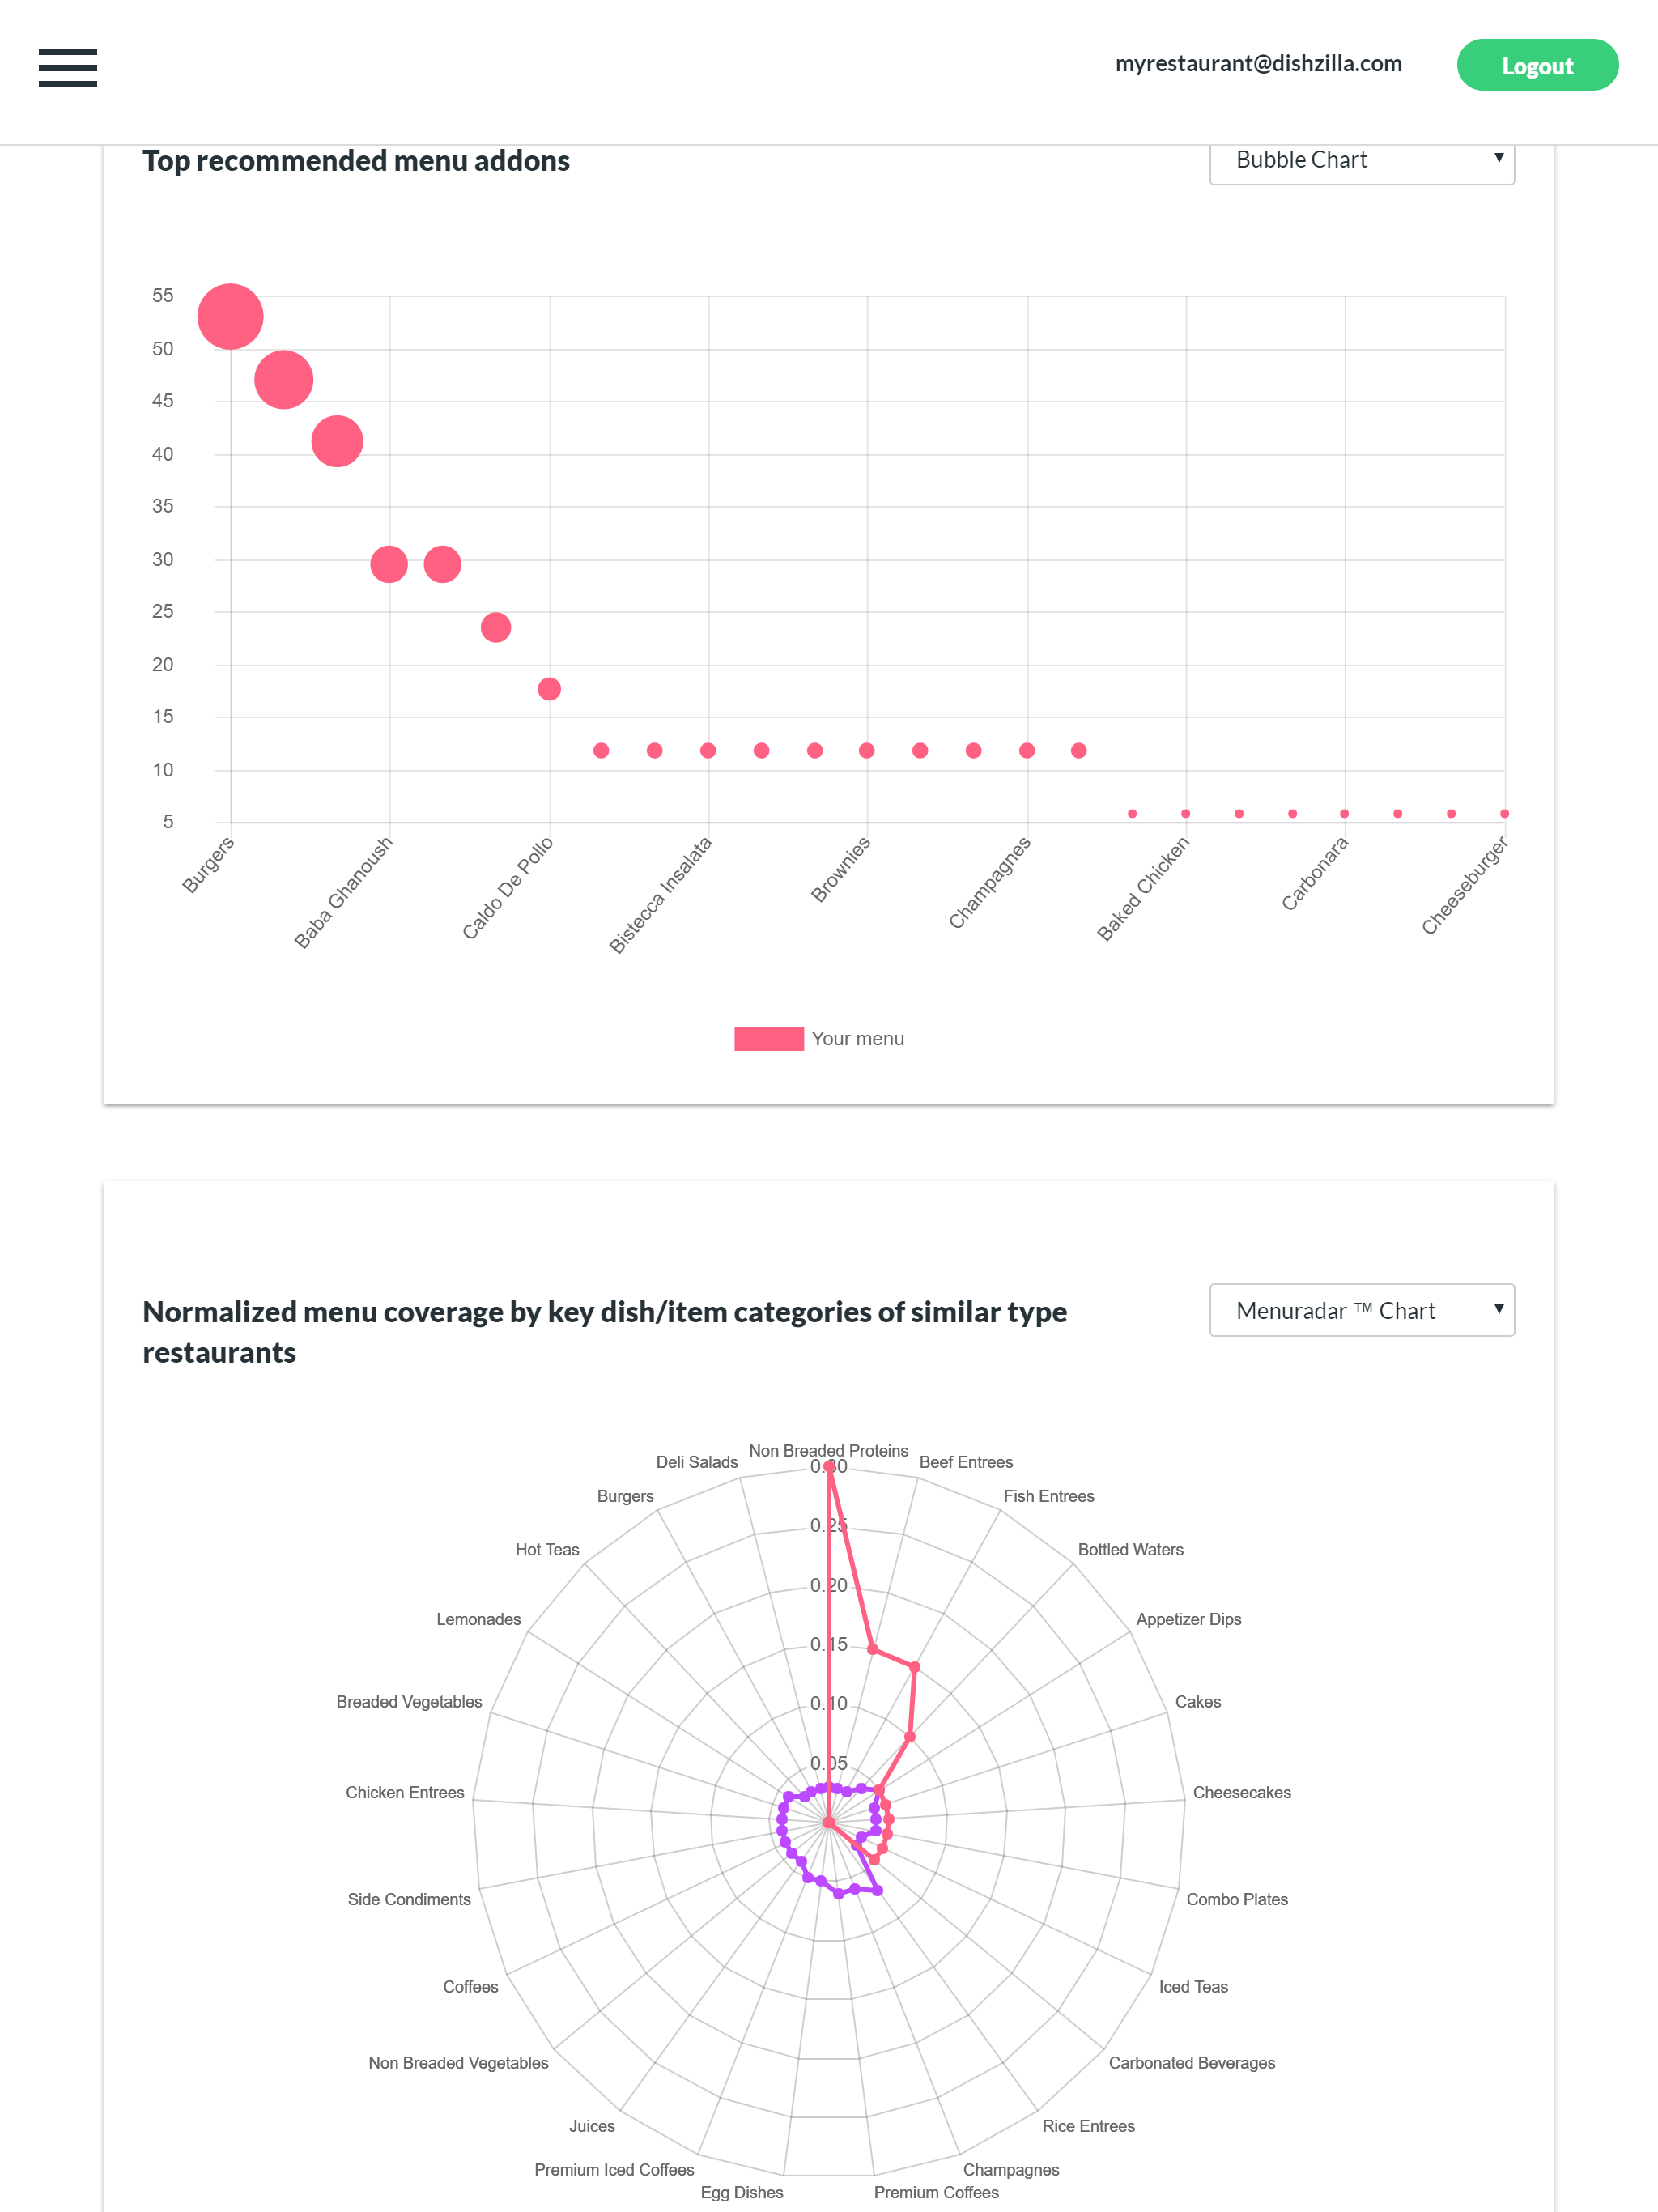 myrestaurant@dishzilla.com
Logout
Top recommended menu addons
Bubble Chart
55
50
45
40
35
30
25
20
15
10
5
Burgers
Baba Ghanoush
Caldo De Pollo
Bistecca Insalata
Brownies
Champagnes
Baked Chicken
Carbonara
Cheeseburger
Your menu
Normalized menu coverage by key dish/item categories of similar type
restaurants
Menuradar ™ Chart
Non Breaded Proteins
Deli Salads
Beef Entrees
0.30
Burgers
Fish Entrees
0.25
Hot Teas
Bottled Waters
0.20
Lemonades
Appetizer Dips
0.15
Breaded Vegetables
Cakes
0.10
0.05
Chicken Entrees
Cheesecakes
Side Condiments
Combo Plates
Coffees
Iced Teas
Non Breaded Vegetables
Carbonated Beverages
Juices
Rice Entrees
Premium Iced Coffees
Champagnes
Egg Dishes
Premium Coffees